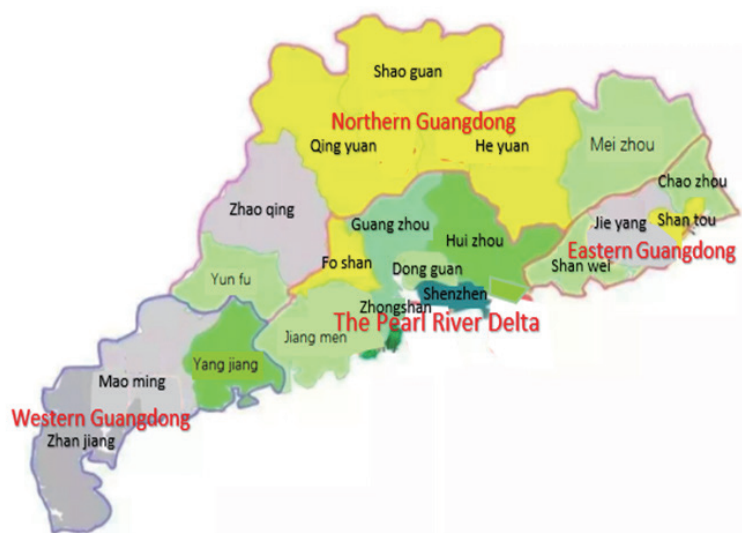 Shao guan
Northern Guangdong
Qing yuan
He yuan
Mei zhou
Chao zhou
Zhao qing
Guang zhou
Jie yang
Shan tou
Hui zhou
Eastern Guangdong
Fo shan
Dong guan
Shan wei
Yun fu
Shenzhen
Zhongshan
The Pearl River Delta
Jiang men
Yang jiang
Mao ming
Western Guangdong
Zhan jiang